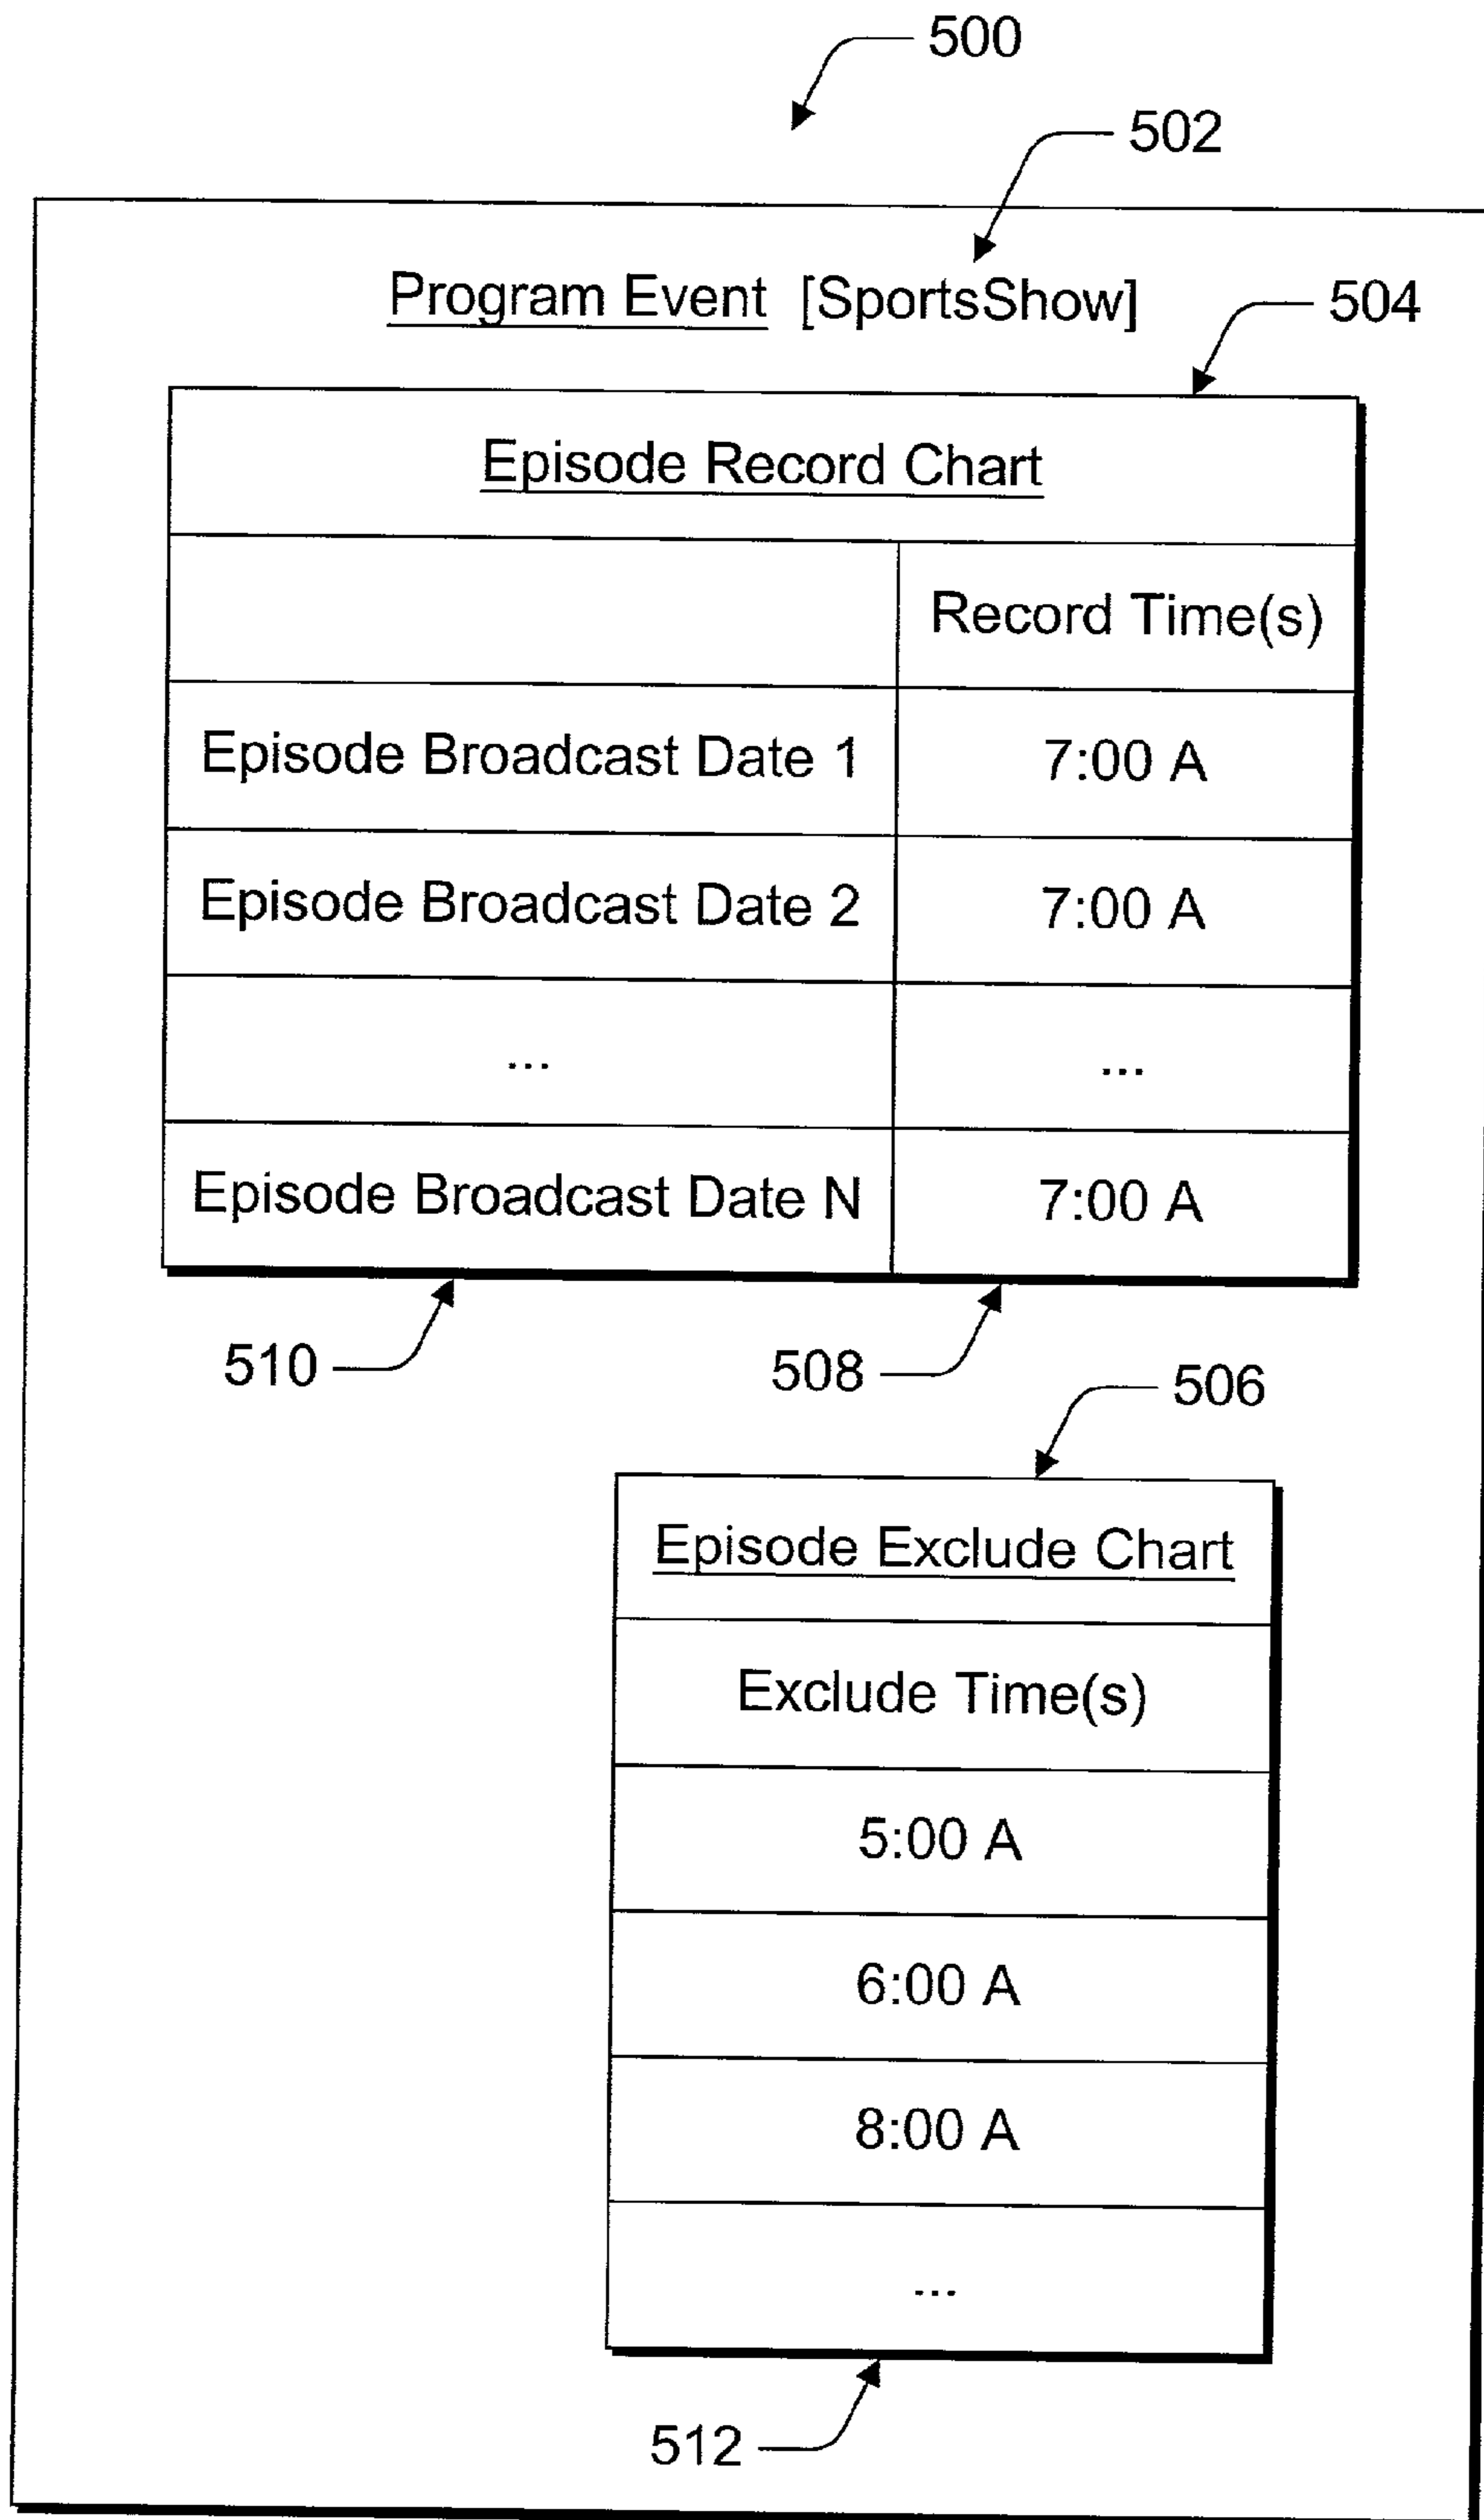 500
502
Program Event [SportsShow]
504
Episode Record Chart
Record Time(s)
Episode Broadcast Date 1 7:00 A
Episode Broadcast Date 2 7:00 A
... ...
Episode Broadcast Date N 7:00 A
510 508
506
Episode Exclude Chart
Exclude Time(s)
5:00 A
6:00 A
8:00 A
...
512